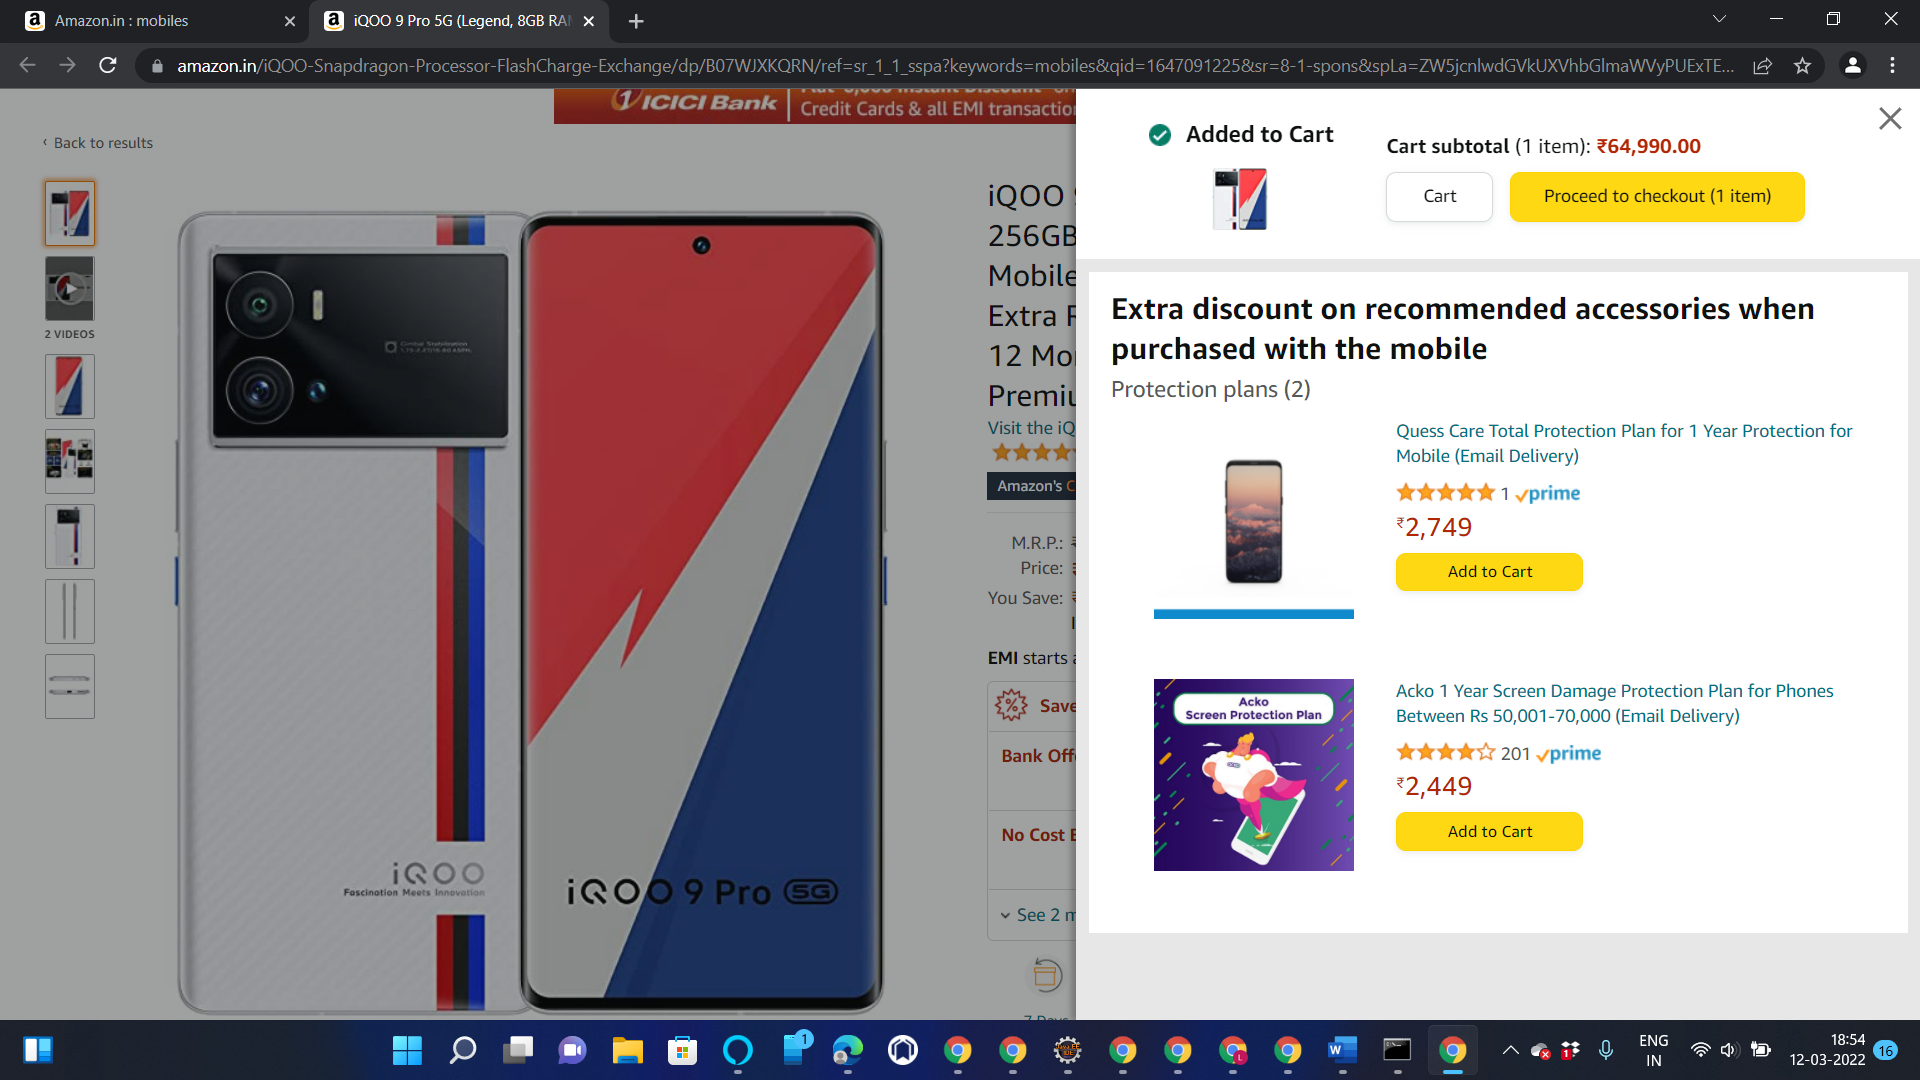 Amazon.in : mobiles
iQOO 9 Pro 5G (Legend, 8GB RA
amazon.in/iQOO-Snapdragon-Processor-FlashCharge-Exchange/dp/B07WJXKQRN/ref=sr_1_1_sspa?keywords=mobiles&qid=1647091225&sr=8-1-spons&spLa=ZW5jcnlwdGVkUXVhbGlmaWVyPUExTE...
ICICI Bank
Credit Cards & all EMI transaction
‹ Back to results
2 VIDEOS
iQOO
Fascination Meets Innovation
iQOO 9 Pro 5G
iQOO
256GB
Mobile
Extra
12 Mo
Premiu
Visit the iQ
Amazon's
M.R.P.:
Price:
You Save:
EMI starts
Save
Bank Off
No Cost E
See 2 m
7 Days
Added to Cart
Cart subtotal (1 item): ₹64,990.00
Cart
Proceed to checkout (1 item)
Extra discount on recommended accessories when
purchased with the mobile
Protection plans (2)
Quess Care Total Protection Plan for 1 Year Protection for
Mobile (Email Delivery)
1 prime
₹2,749
Add to Cart
Acko
Screen Protection Plan
Acko 1 Year Screen Damage Protection Plan for Phones
Between Rs 50,001-70,000 (Email Delivery)
201 prime
₹2,449
Add to Cart
1
L
W
1
ENG
IN
18:54
12-03-2022
16